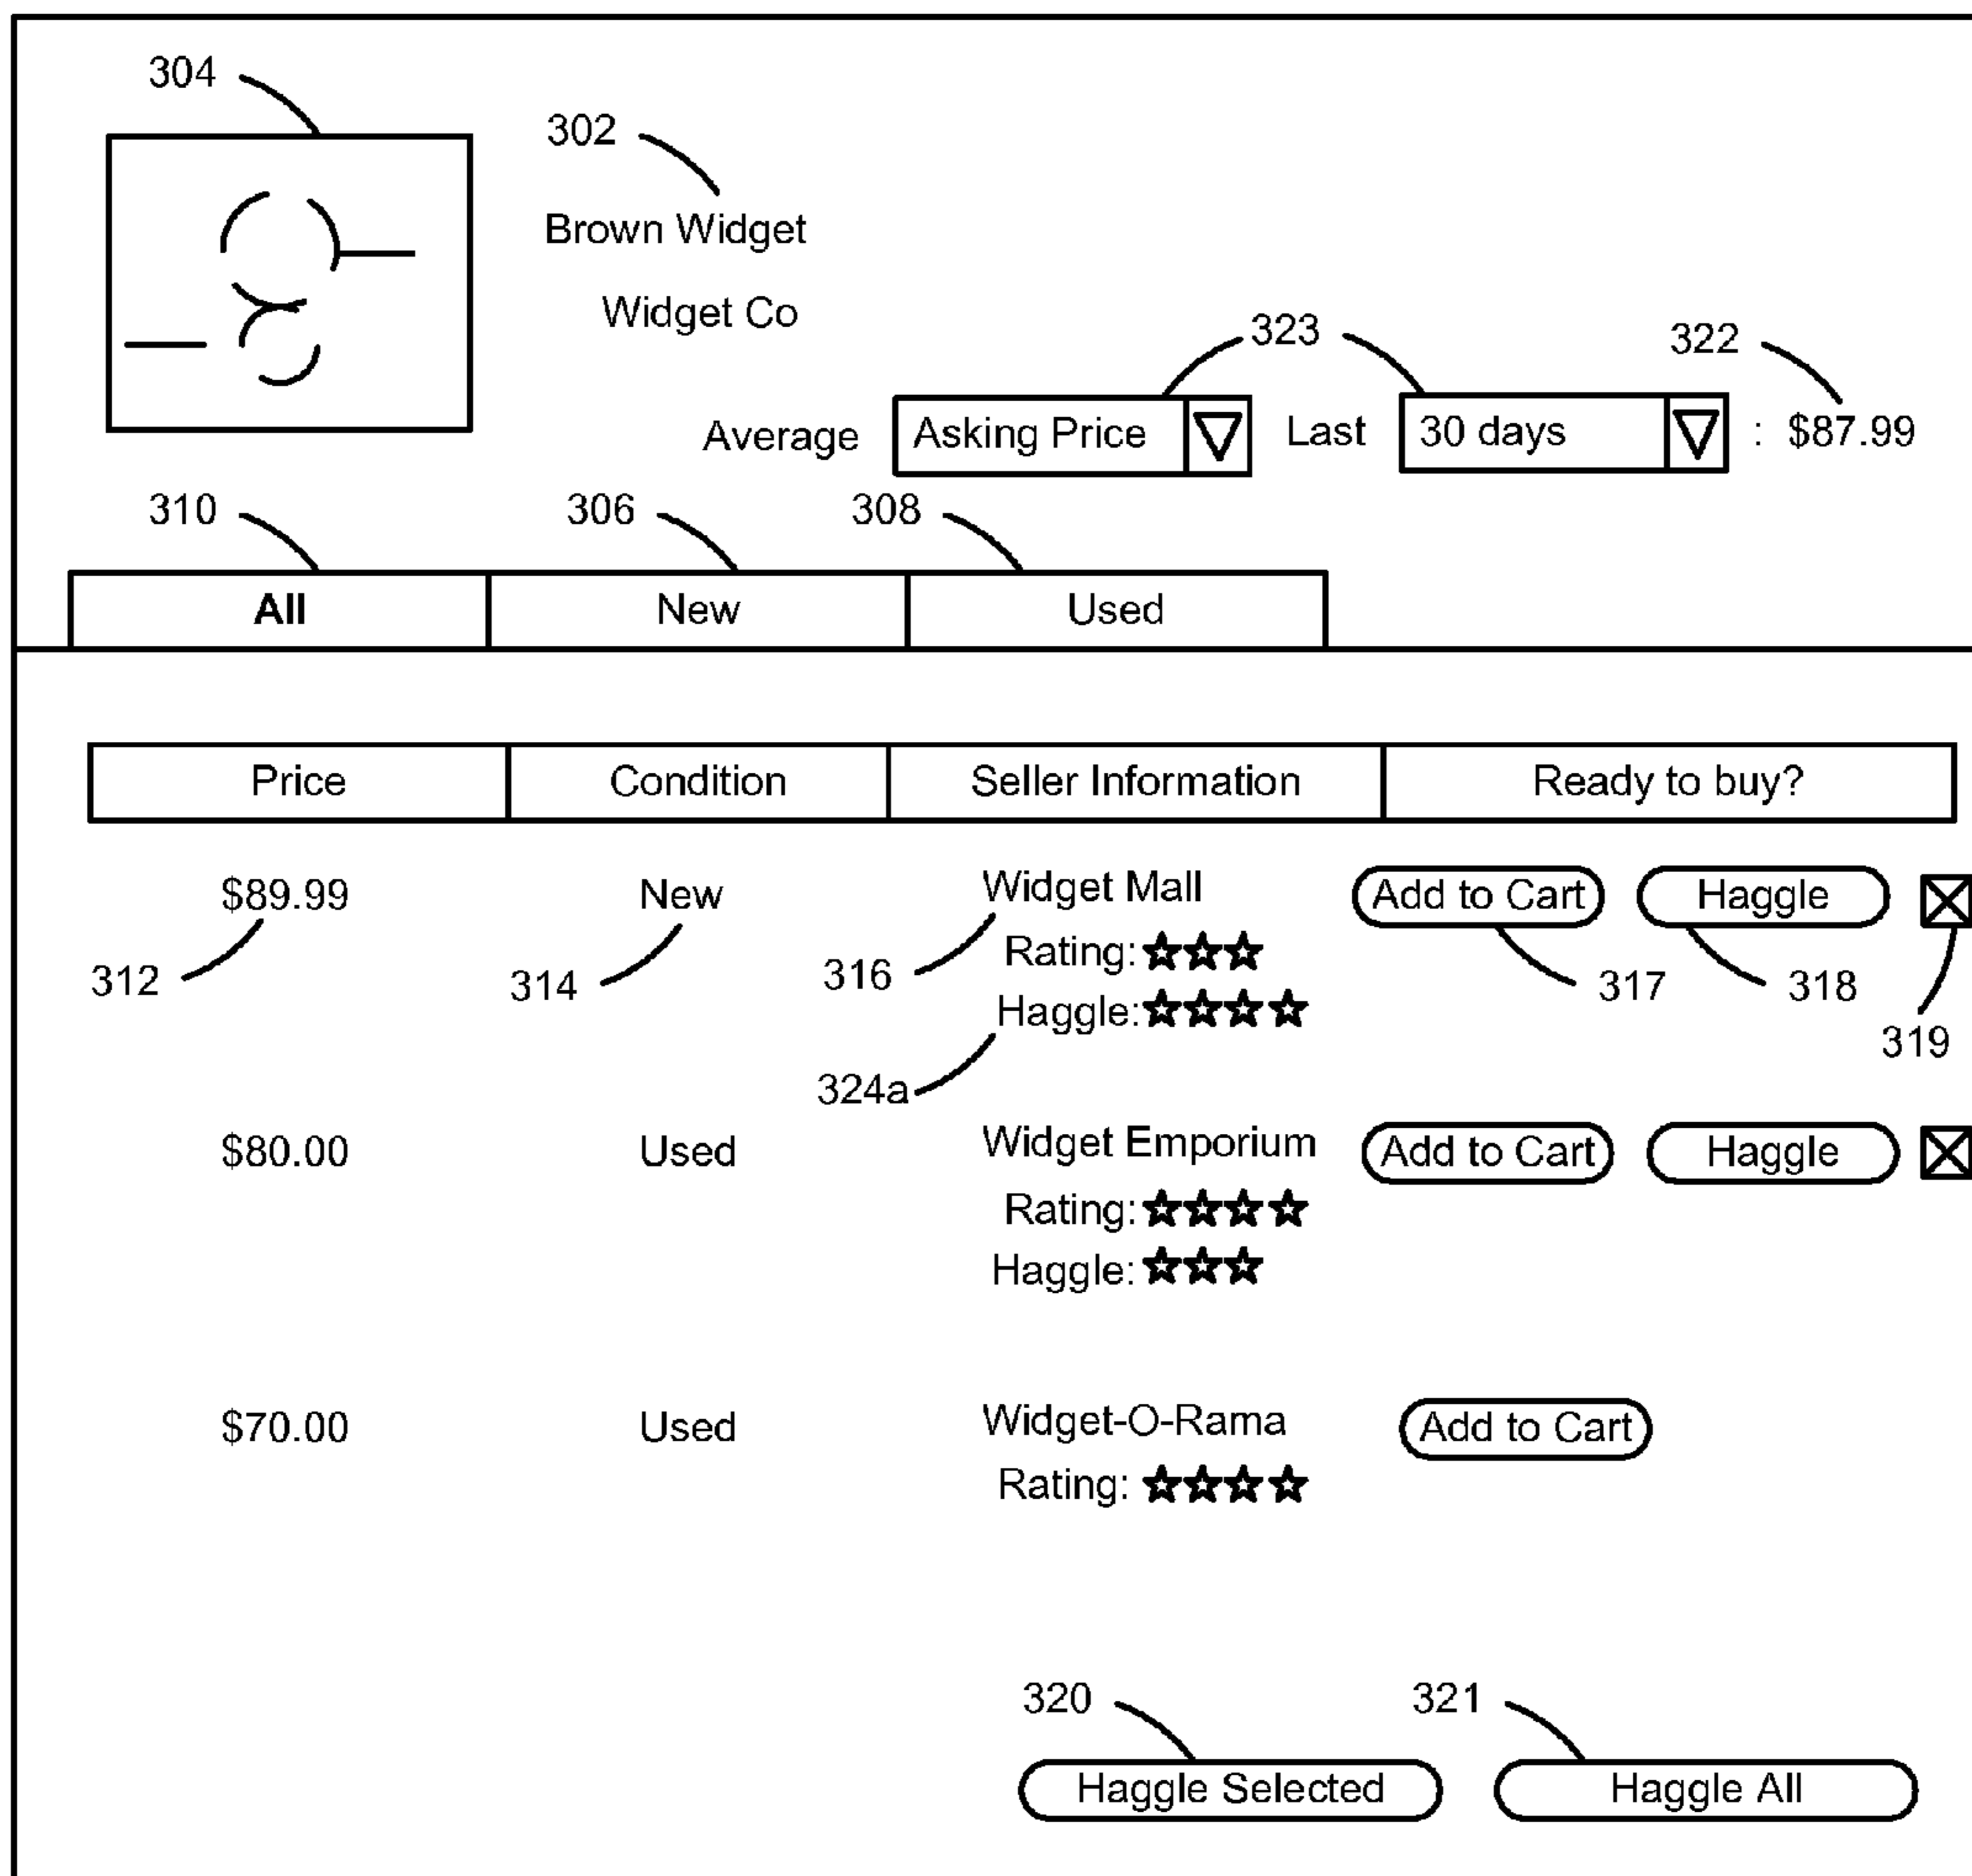 304
302
Brown Widget
Widget Co
323
322
Average Asking Price Last 30 days : $87.99
310 306 308
All New Used
Price Condition Seller Information Ready to buy?
$89.99 New Widget Mall Add to Cart Haggle
Rating:
312 314 316 317 318
Haggle:
319
324a
$80.00 Used Widget Emporium Add to Cart Haggle
Rating:
Haggle:
$70.00 Used Widget-O-Rama Add to Cart
Rating:
320 321
Haggle Selected Haggle All